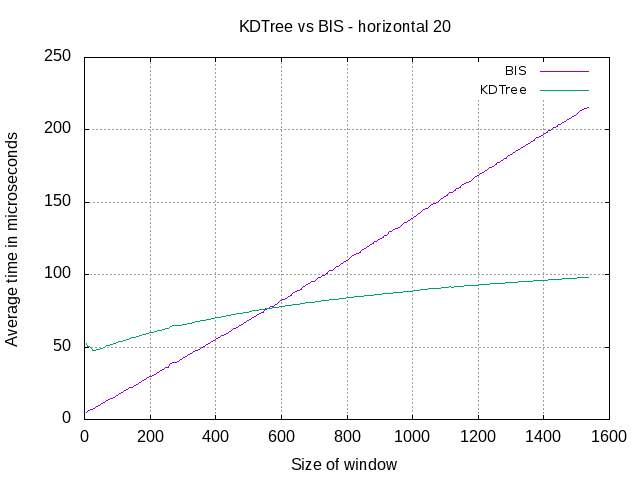 KDTree vs BIS - horizontal 20
250
200
150
100
50
0
BIS
KDTree
Average time in microseconds
0 200 400 600 800 1000 1200 1400 1600
Size of window